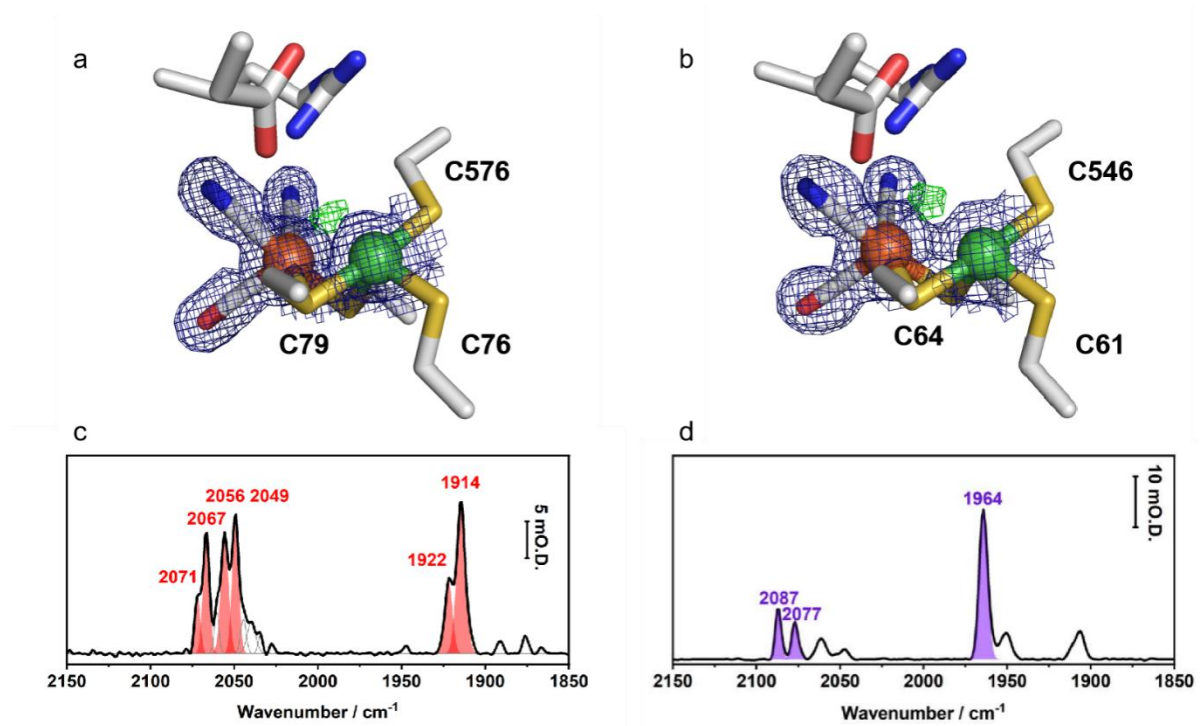 a
b
C576
C546
C79
C76
C64
C61
c
d
1914
2056 2049
2067
2071
1922
5 mO.D.
1964
10 mO.D.
2087
2077
2150 2100 2050 2000 1950 1900 1850
2150 2100 2050 2000 1950 1900 1850
Wavenumber / cm⁻¹
Wavenumber / cm⁻¹